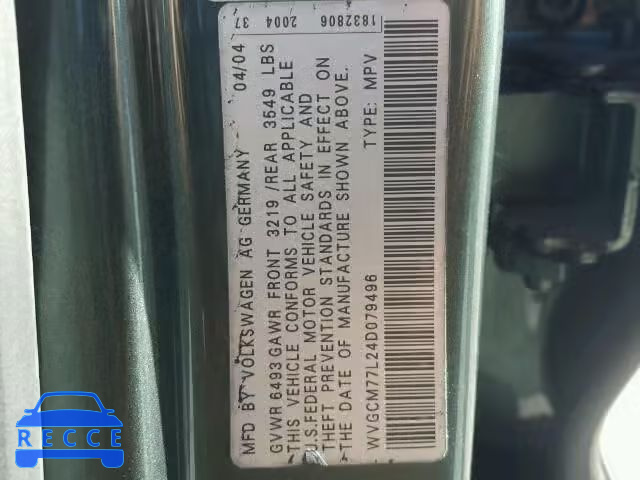 37 2004 1832806
MFD BY VOLKSWAGEN AG GERMANY 04/04
GVWR 6493 GAWR FRONT 3219 /REAR 3549 LBS
THIS VEHICLE CONFORMS TO ALL APPLICABLE
U.S.FEDERAL MOTOR VEHICLE SAFETY AND
THEFT PREVENTION STANDARDS IN EFFECT ON
THE DATE OF MANUFACTURE SHOWN ABOVE.
WVGCM77L24D079496 TYPE: MPV
RECCE